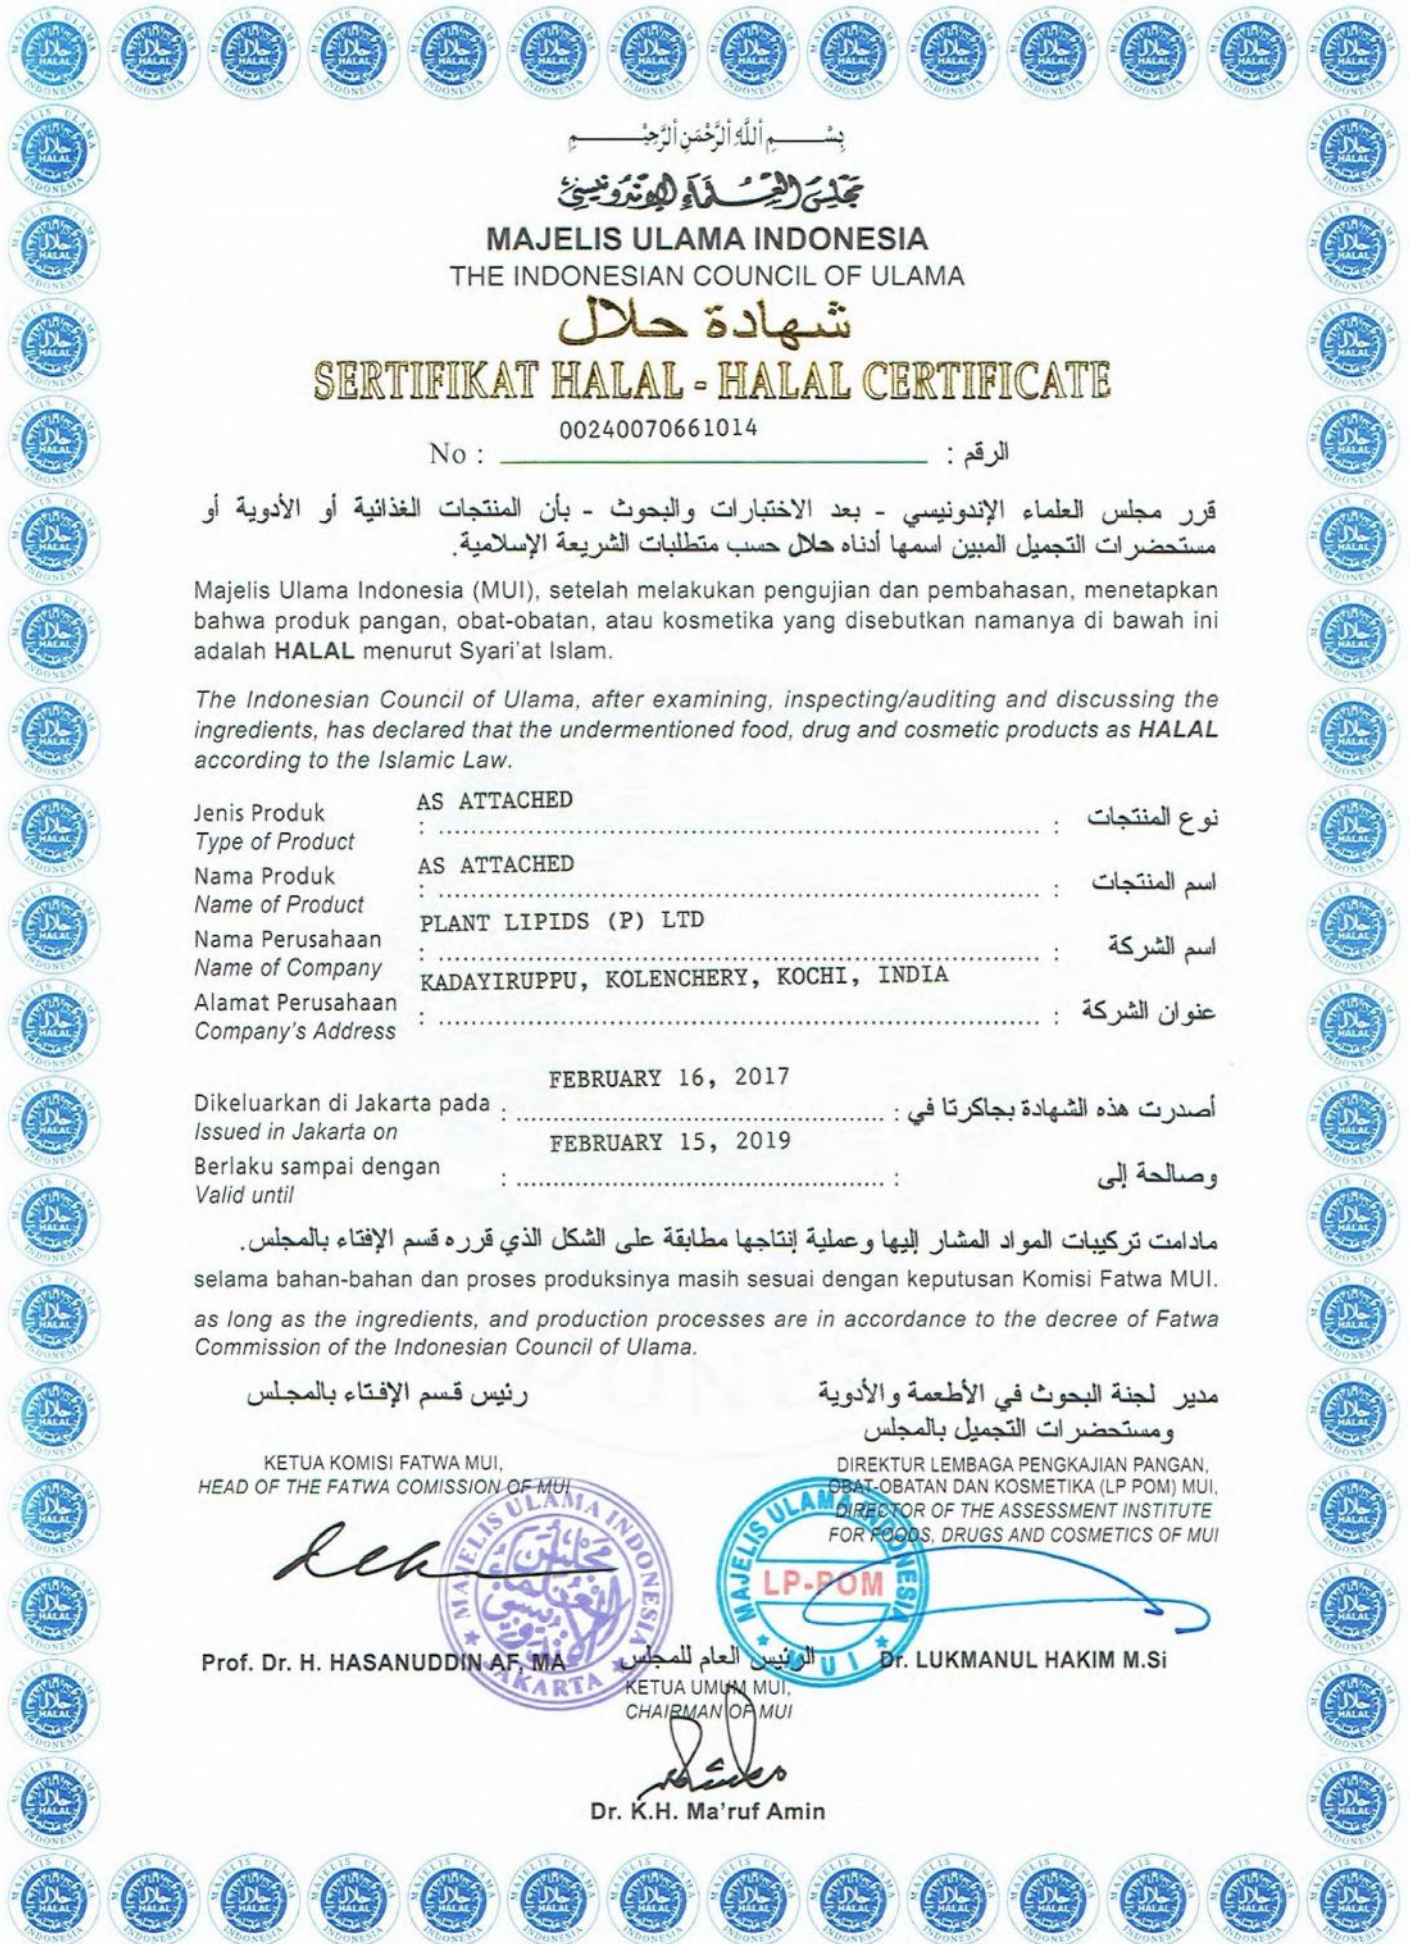 بِسْــــمِ ٱللَّهِ ٱلرَّحْمَنِ ٱلرَّحِيْــــمِ
مجلس العلماء الإندونيسي
MAJELIS ULAMA INDONESIA
THE INDONESIAN COUNCIL OF ULAMA
شهادة حلال
SERTIFIKAT HALAL - HALAL CERTIFICATE
00240070661014
No : الرقم :
قرر مجلس العلماء الإندونيسي - بعد الاختبارات والبحوث - بأن المنتجات الغذائية أو الأدوية أو
مستحضرات التجميل المبين اسمها أدناه حلال حسب متطلبات الشريعة الإسلامية.
Majelis Ulama Indonesia (MUI), setelah melakukan pengujian dan pembahasan, menetapkan
bahwa produk pangan, obat-obatan, atau kosmetika yang disebutkan namanya di bawah ini
adalah HALAL menurut Syari'at Islam.
The Indonesian Council of Ulama, after examining, inspecting/auditing and discussing the
ingredients, has declared that the undermentioned food, drug and cosmetic products as HALAL
according to the Islamic Law.
Jenis Produk : AS ATTACHED : نوع المنتجات
Type of Product
Nama Produk : AS ATTACHED : اسم المنتجات
Name of Product
Nama Perusahaan : PLANT LIPIDS (P) LTD : اسم الشركة
Name of Company
Alamat Perusahaan : KADAYIRUPPU, KOLENCHERY, KOCHI, INDIA : عنوان الشركة
Company's Address
Dikeluarkan di Jakarta pada : FEBRUARY 16, 2017 أصدرت هذه الشهادة بجاكرتا في :
Issued in Jakarta on
Berlaku sampai dengan : FEBRUARY 15, 2019 : وصالحة إلى
Valid until
مادامت تركيبات المواد المشار إليها وعملية إنتاجها مطابقة على الشكل الذي قرره قسم الإفتاء بالمجلس.
selama bahan-bahan dan proses produksinya masih sesuai dengan keputusan Komisi Fatwa MUI.
as long as the ingredients, and production processes are in accordance to the decree of Fatwa
Commission of the Indonesian Council of Ulama.
رئيس قسم الإفتاء بالمجلس
KETUA KOMISI FATWA MUI,
HEAD OF THE FATWA COMISSION OF MUI
MAJELIS ULAMA INDONESIA
JAKARTA
Prof. Dr. H. HASANUDDIN AF, MA
مدير لجنة البحوث في الأطعمة والأدوية
ومستحضرات التجميل بالمجلس
DIREKTUR LEMBAGA PENGKAJIAN PANGAN,
OBAT-OBATAN DAN KOSMETIKA (LP POM) MUI,
DIRECTOR OF THE ASSESSMENT INSTITUTE
FOR FOODS, DRUGS AND COSMETICS OF MUI
MAJELIS ULAMA INDONESIA
LP-POM
MUI
Dr. LUKMANUL HAKIM M.Si
الرئيس العام للمجلس
KETUA UMUM MUI,
CHAIRMAN OF MUI
Dr. K.H. Ma'ruf Amin